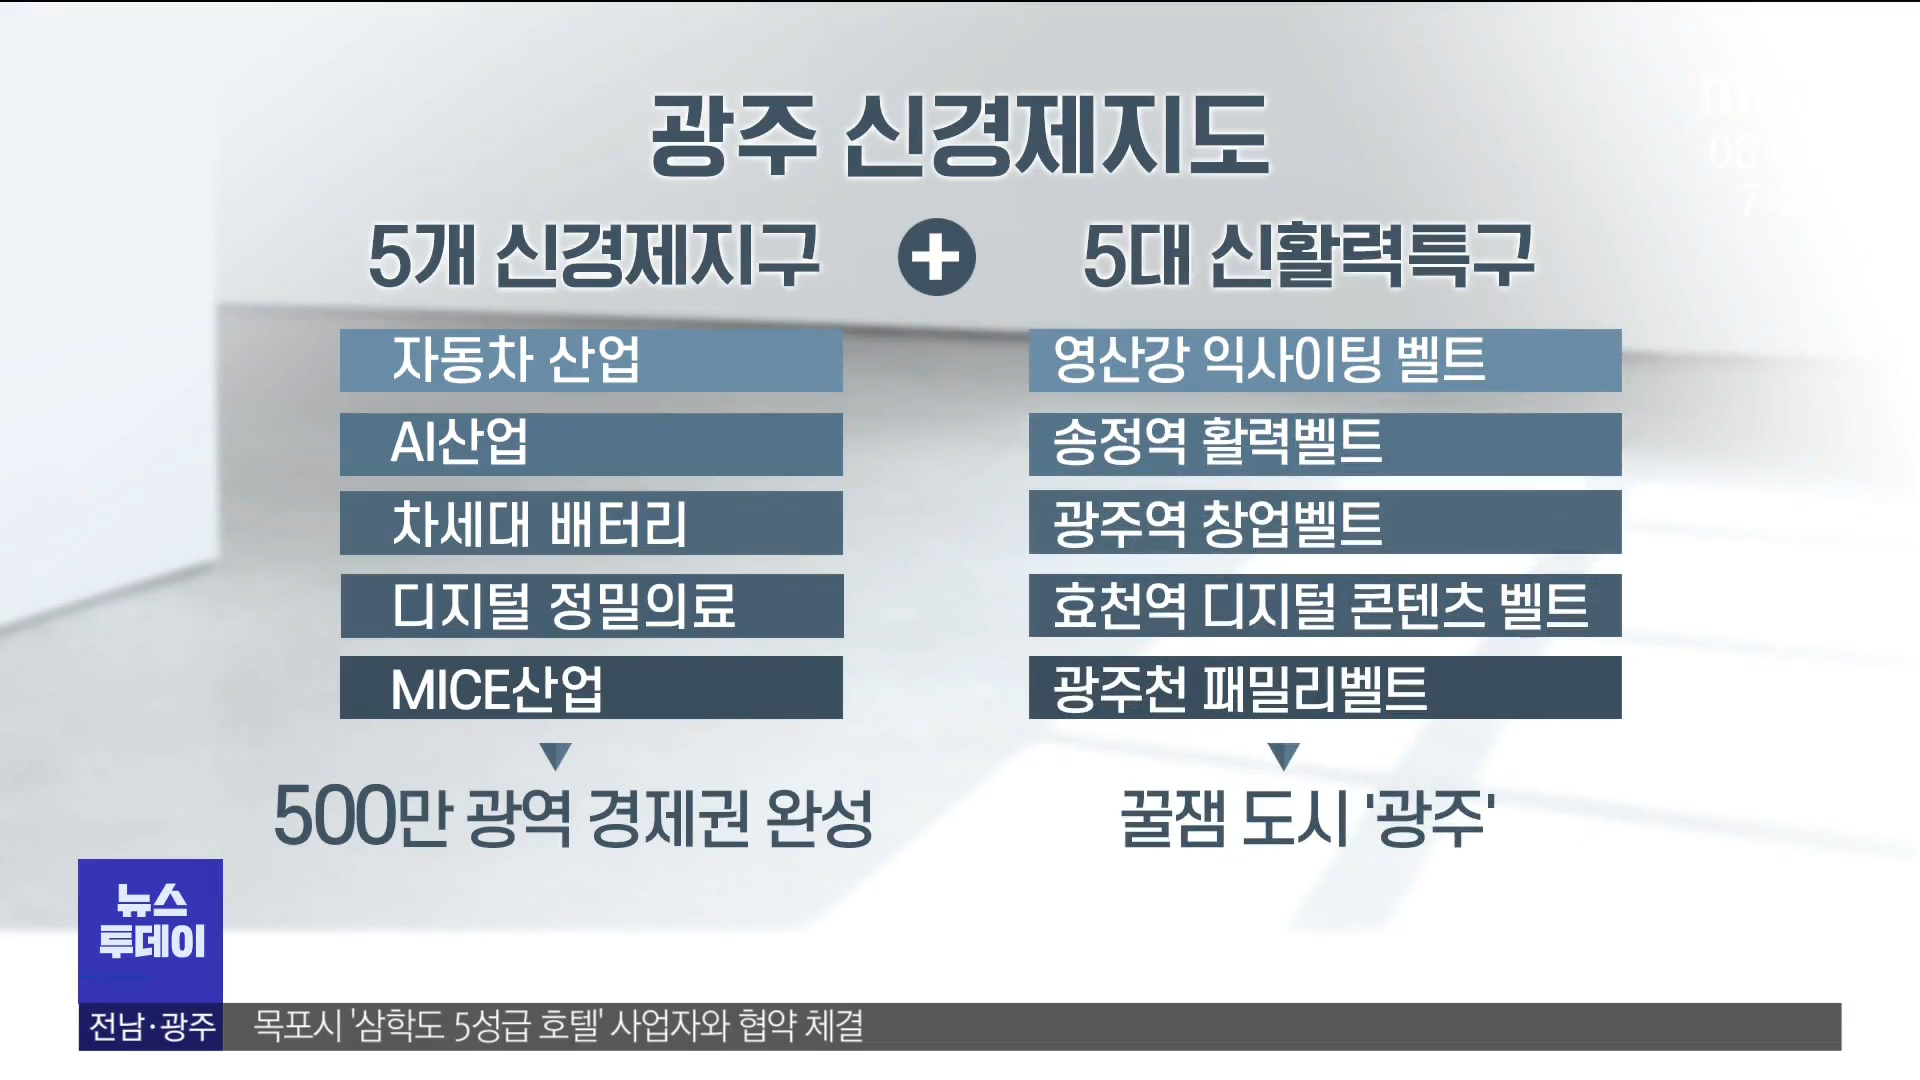 광주 신경제지도
5개 신경제지구
자동차 산업
AI산업
차세대 배터리
디지털 정밀의료
MICE산업
500만 광역 경제권 완성
5대 신활력특구
영산강 익사이팅 벨트
송정역 활력벨트
광주역 창업벨트
효천역 디지털 콘텐츠 벨트
광주천 패밀리벨트
꿀잼 도시 '광주'
뉴스
투데이
전남·광주
목포시 '삼학도 5성급 호텔' 사업자와 협약 체결